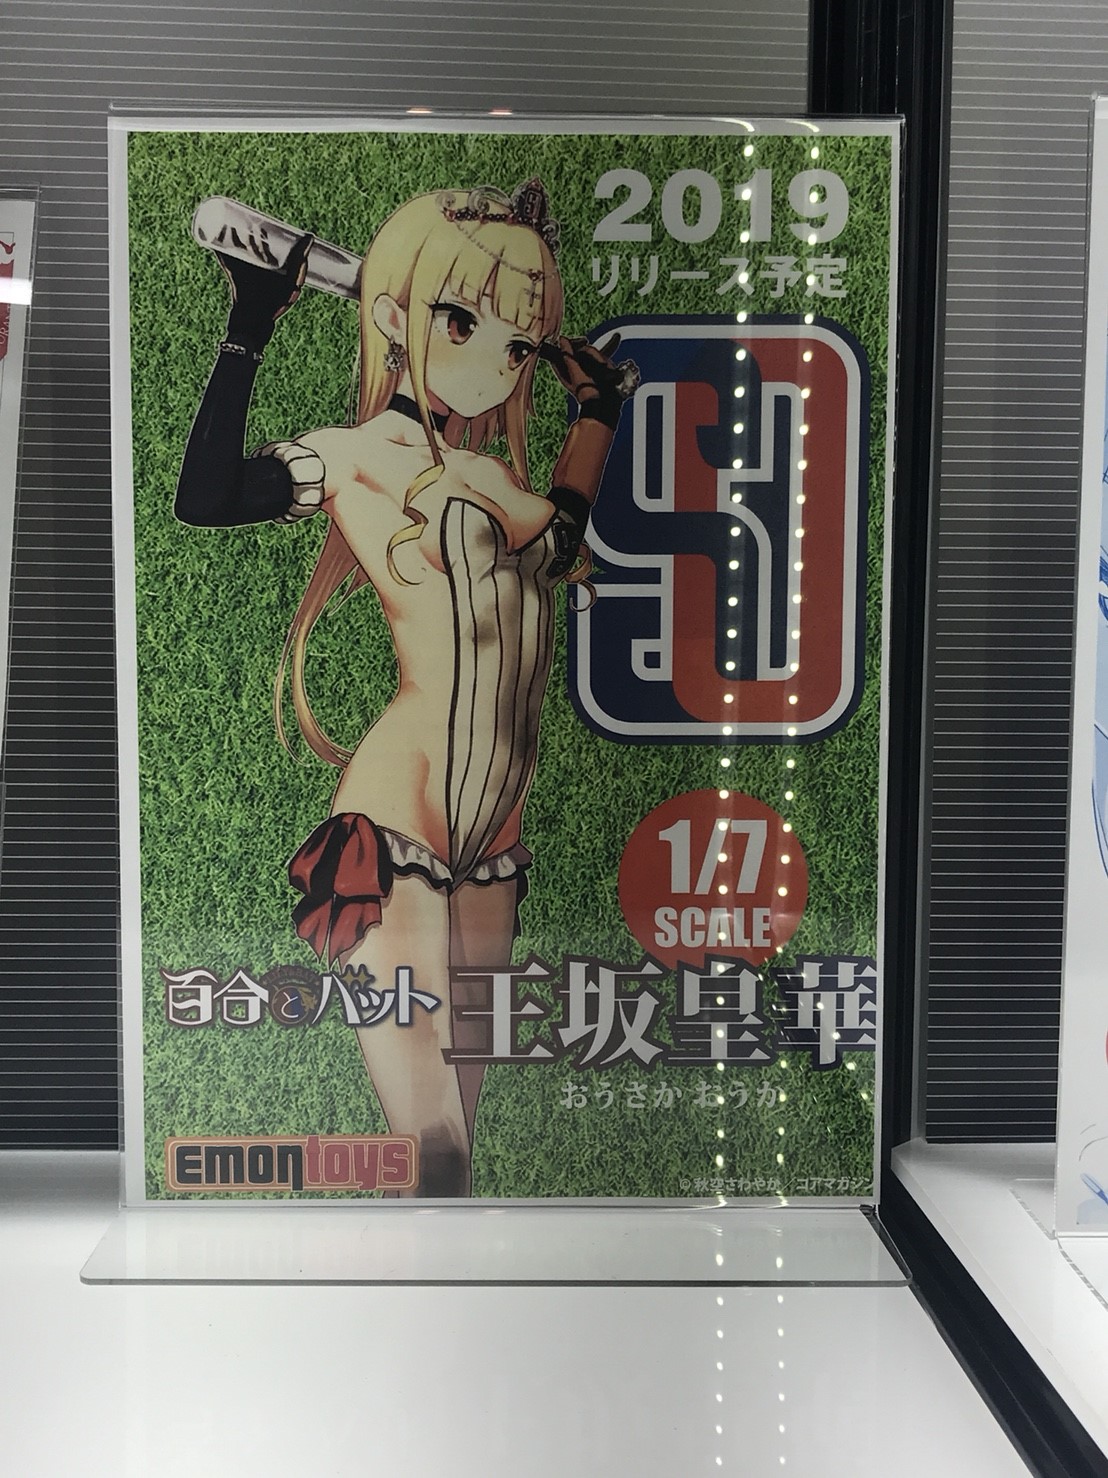 2019
リリース予定
1/7
SCALE
百合とバット
王坂皇華
おうさか おうか
emontoys
©秋空さわやか／コアマガジン